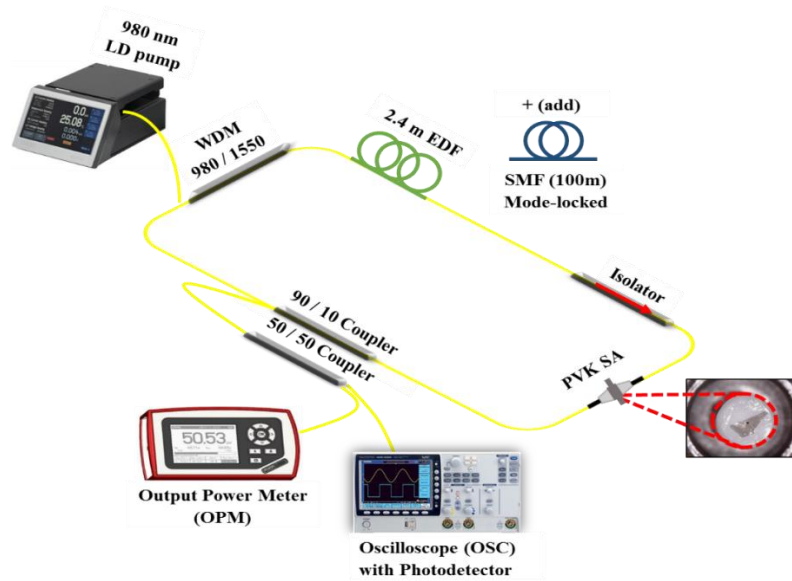 980 nm
LD pump
0.0
25.08
WDM
980 / 1550
2.4 m EDF
+ (add)
SMF (100m)
Mode-locked
Isolator
90 / 10 Coupler
50 / 50 Coupler
PVK SA
50.53
Output Power Meter
(OPM)
Oscilloscope (OSC)
with Photodetector